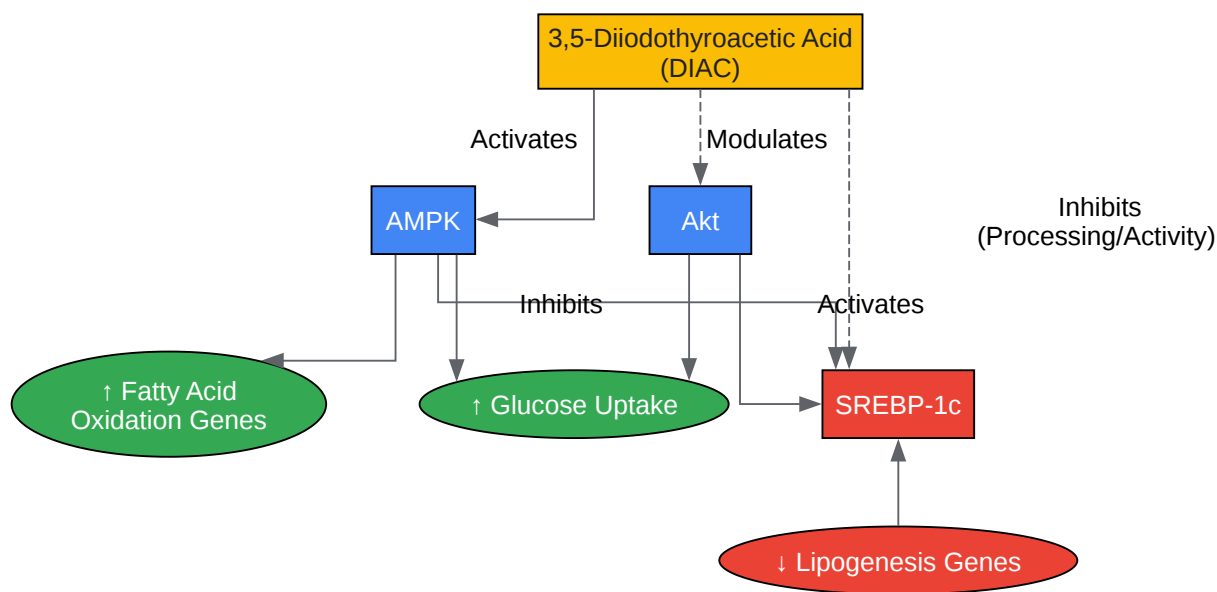 3,5-Diiodothyroacetic Acid
(DIAC)
Activates
Modulates
AMPK
Akt
Inhibits
(Processing/Activity)
Inhibits
Activates
↑ Fatty Acid
Oxidation Genes
↑ Glucose Uptake
SREBP-1c
↓ Lipogenesis Genes